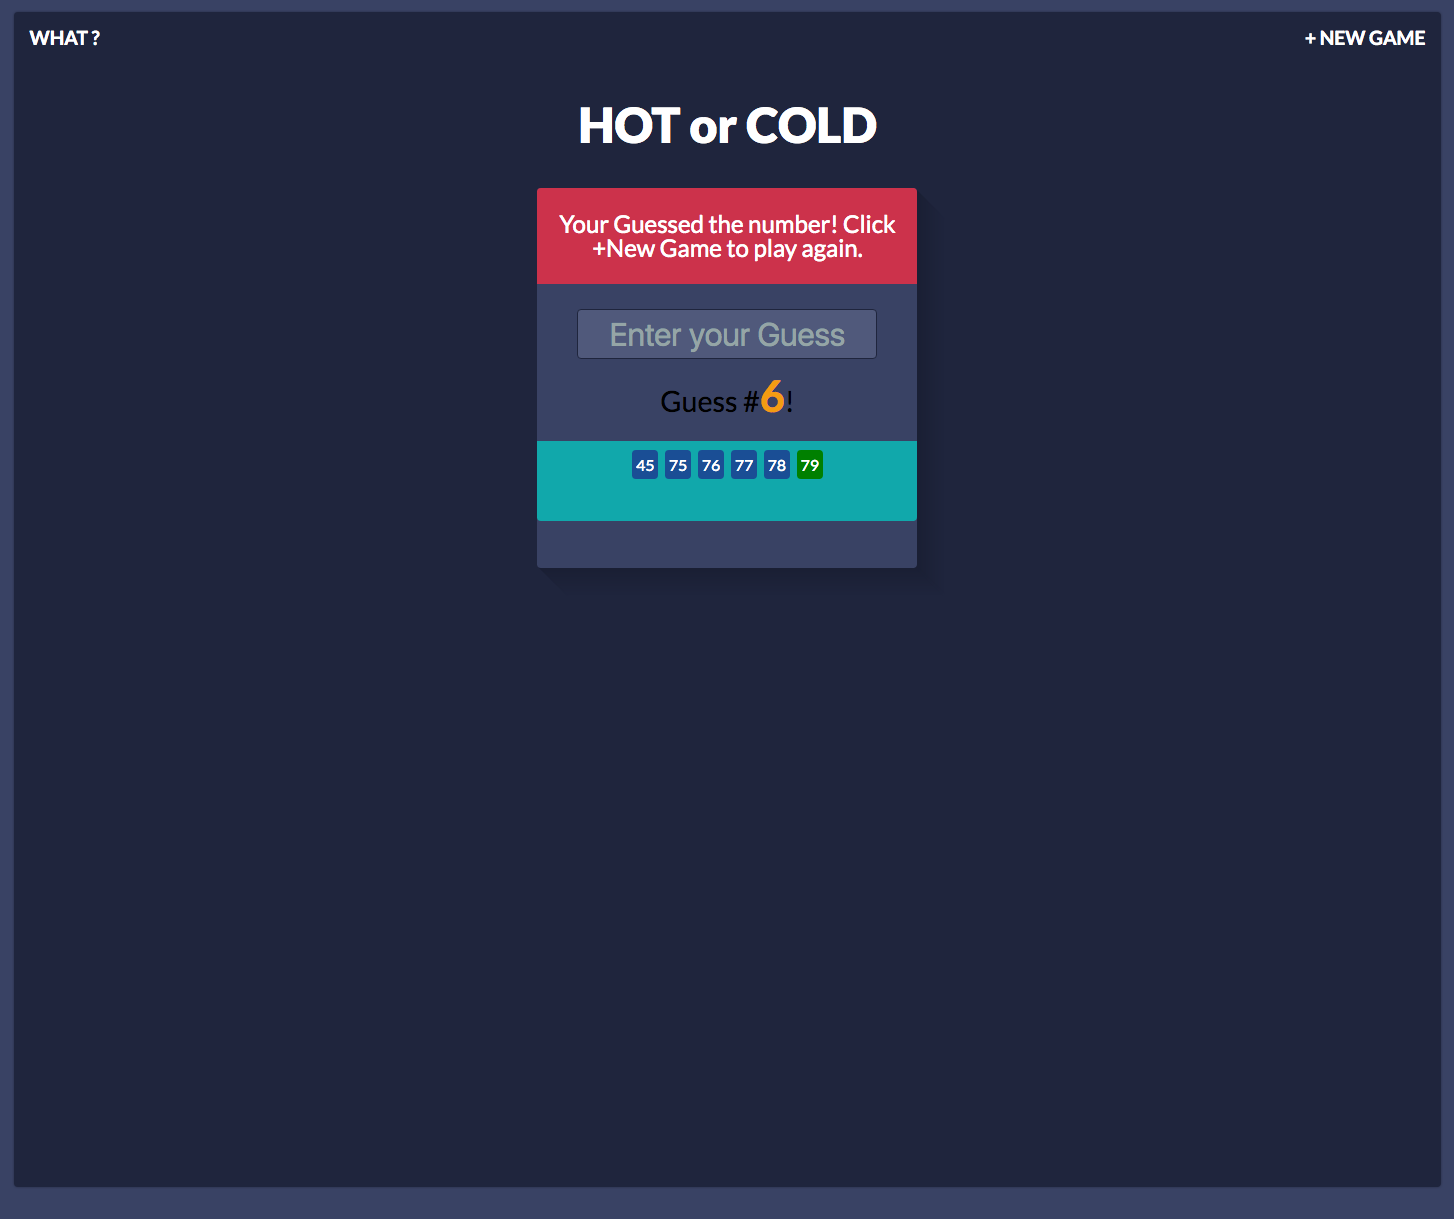 WHAT ?
+ NEW GAME
HOT or COLD
Your Guessed the number! Click
+New Game to play again.
Enter your Guess
Guess #6!
45 75 76 77 78 79